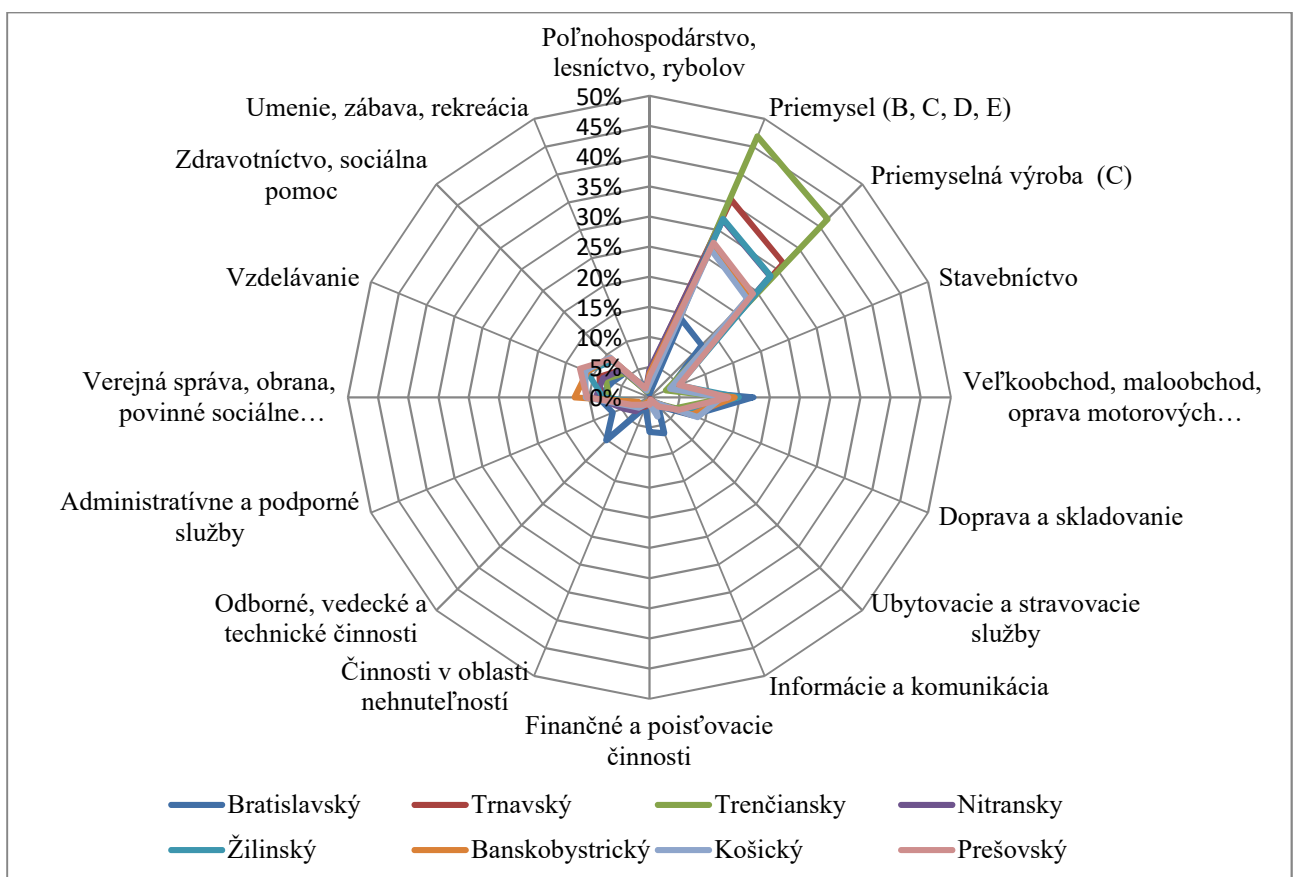 Poľnohospodárstvo,
lesníctvo, rybolov
Priemysel (B, C, D, E)
Priemyselná výroba (C)
Stavebníctvo
Veľkoobchod, maloobchod,
oprava motorových…
Doprava a skladovanie
Ubytovacie a stravovacie
služby
Informácie a komunikácia
Finančné a poisťovacie
činnosti
Činnosti v oblasti
nehnuteľností
Odborné, vedecké a
technické činnosti
Administratívne a podporné
služby
Verejná správa, obrana,
povinné sociálne…
Vzdelávanie
Zdravotníctvo, sociálna
pomoc
Umenie, zábava, rekreácia
50%
45%
40%
35%
30%
25%
20%
15%
10%
5%
0%
Bratislavský
Trnavský
Trenčiansky
Nitransky
Žilinský
Banskobystrický
Košický
Prešovský